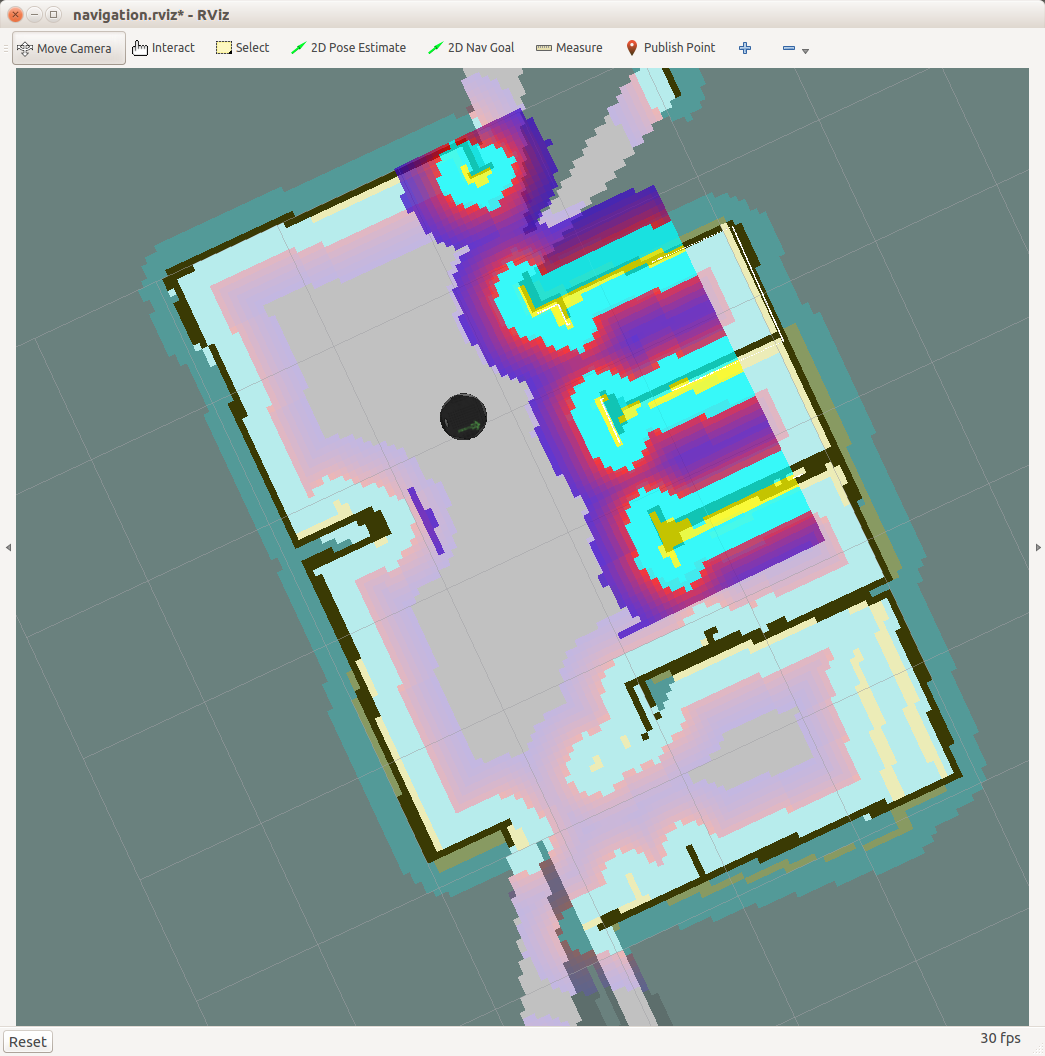 navigation.rviz* - RViz
Move Camera
Interact
Select
2D Pose Estimate
2D Nav Goal
Measure
Publish Point
Reset
30 fps